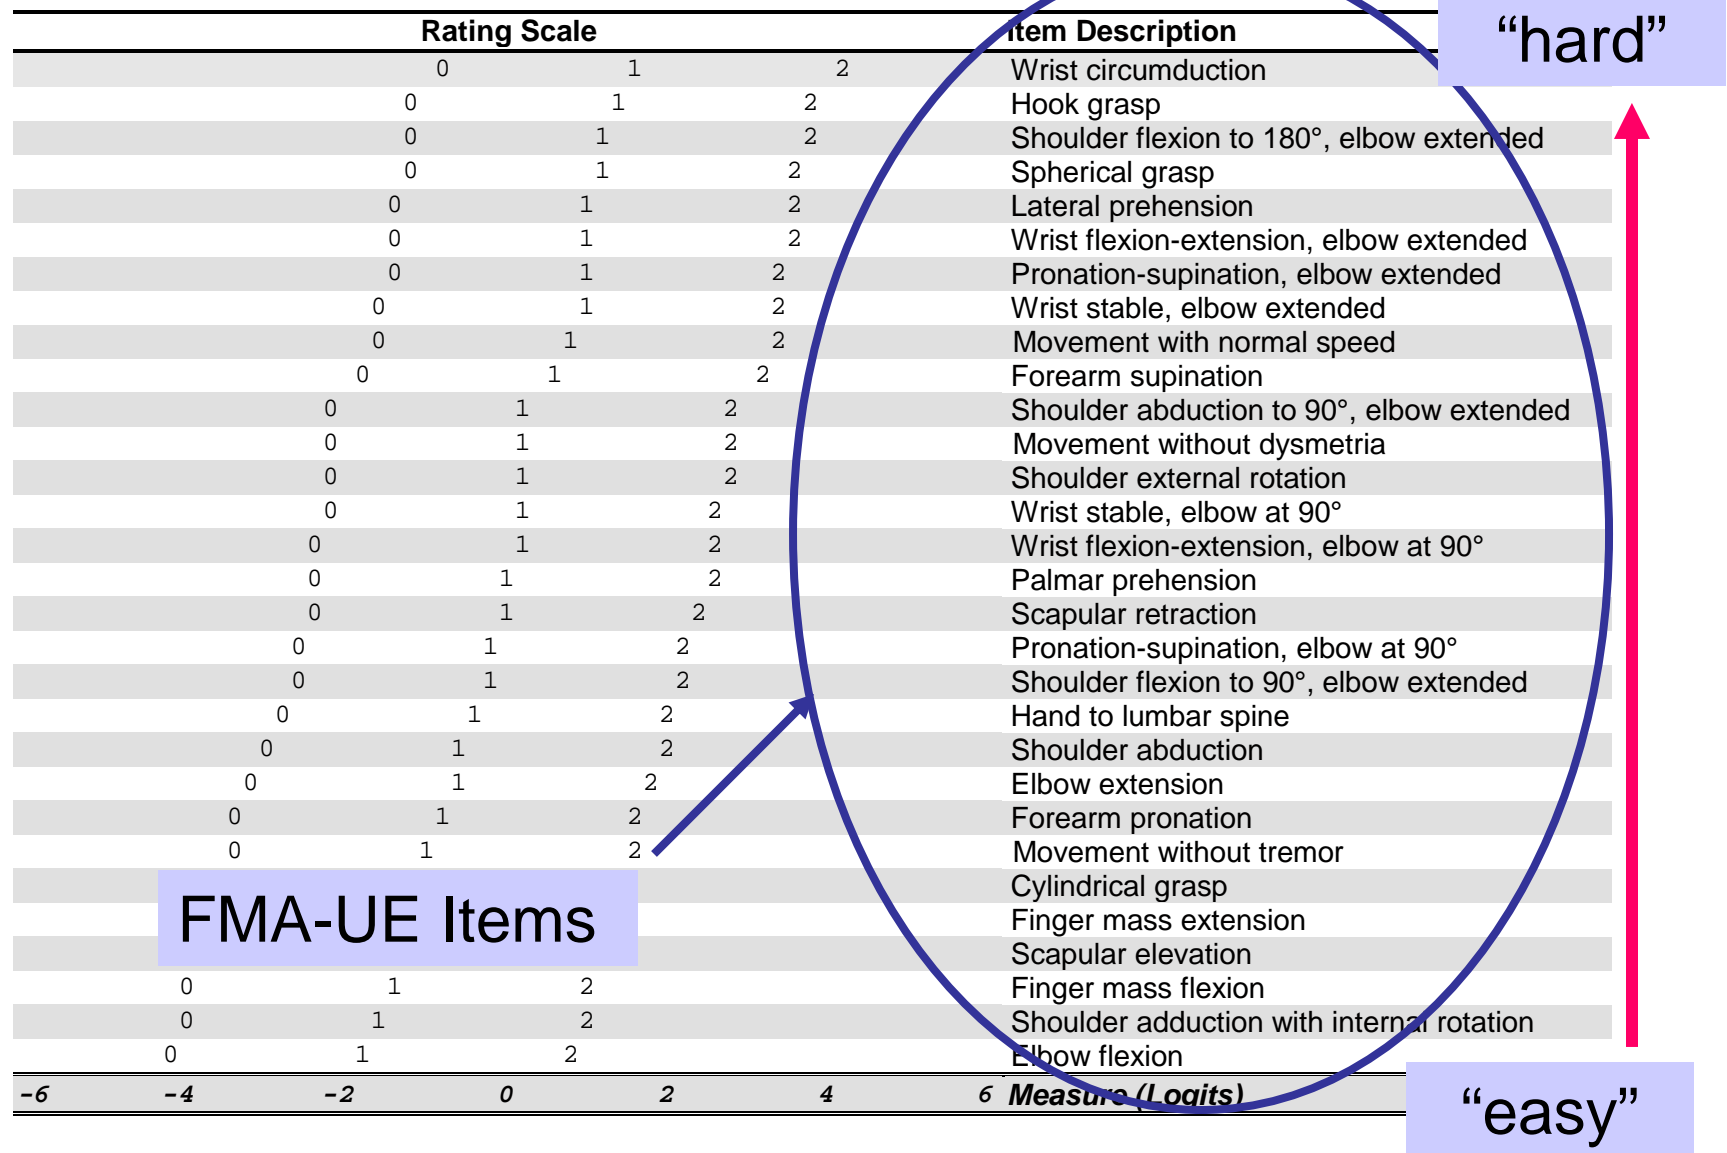 Rating Scale Item Description
“hard”
0 1 2 Wrist circumduction
0 1 2 Hook grasp
0 1 2 Shoulder flexion to 180°, elbow extended
0 1 2 Spherical grasp
0 1 2 Lateral prehension
0 1 2 Wrist flexion-extension, elbow extended
0 1 2 Pronation-supination, elbow extended
0 1 2 Wrist stable, elbow extended
0 1 2 Movement with normal speed
0 1 2 Forearm supination
0 1 2 Shoulder abduction to 90°, elbow extended
0 1 2 Movement without dysmetria
0 1 2 Shoulder external rotation
0 1 2 Wrist stable, elbow at 90°
0 1 2 Wrist flexion-extension, elbow at 90°
0 1 2 Palmar prehension
0 1 2 Scapular retraction
0 1 2 Pronation-supination, elbow at 90°
0 1 2 Shoulder flexion to 90°, elbow extended
0 1 2 Hand to lumbar spine
0 1 2 Shoulder abduction
0 1 2 Elbow extension
0 1 2 Forearm pronation
0 1 2 Movement without tremor
Cylindrical grasp
FMA-UE Items Finger mass extension
Scapular elevation
0 1 2 Finger mass flexion
0 1 2 Shoulder adduction with internal rotation
0 1 2 Elbow flexion
-6 -4 -2 0 2 4 6 Measure (Logits)
“easy”